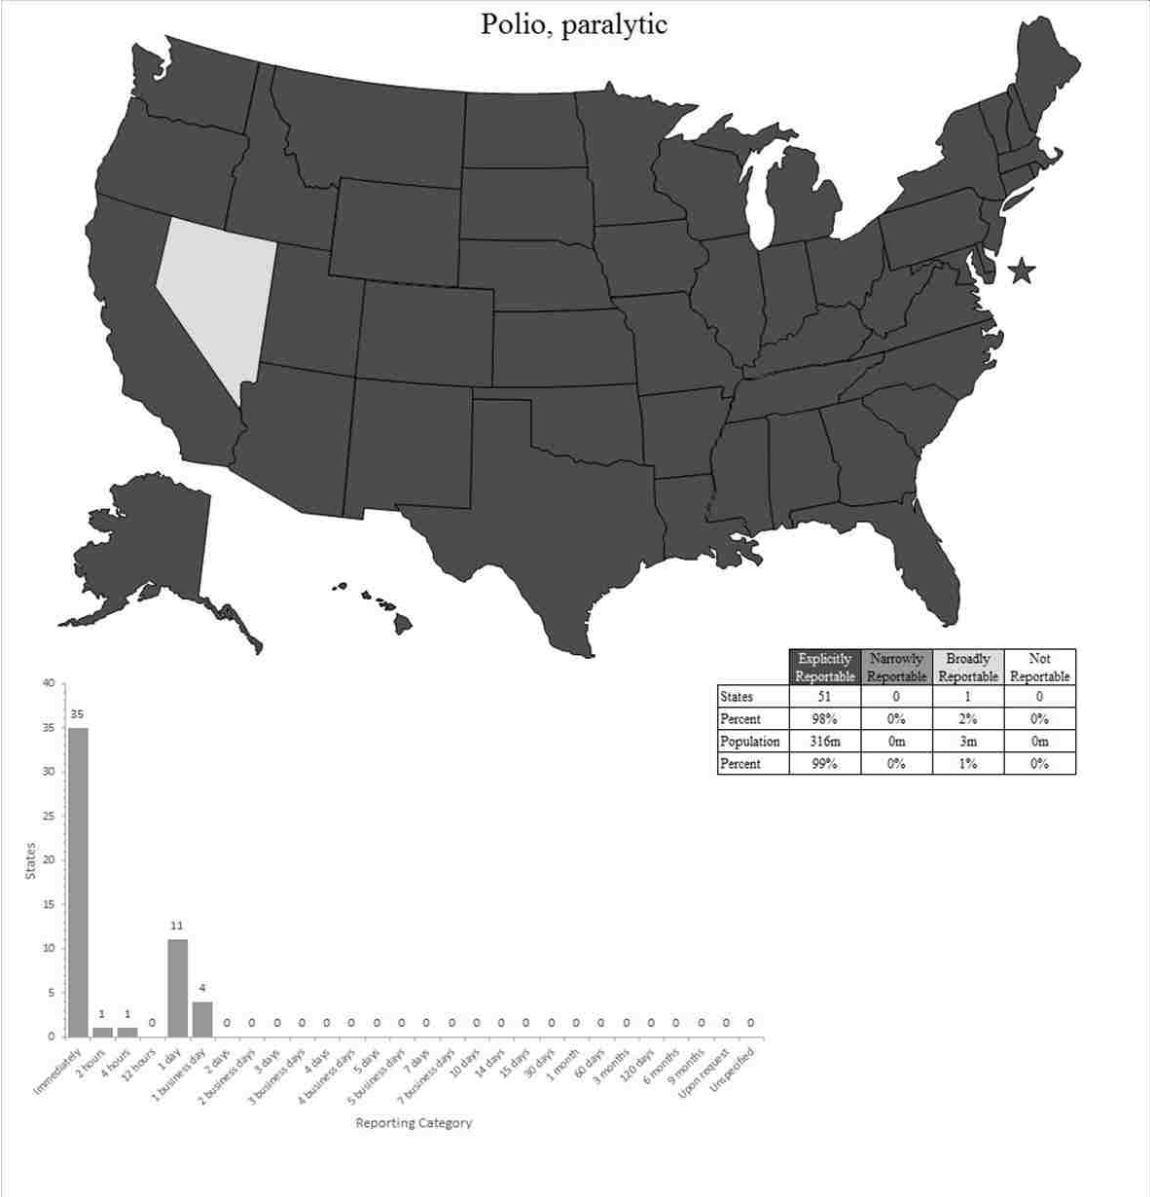 Polio, paralytic
Explicitly Reportable Narrowly Reportable Broadly Reportable Not Reportable
States 51 0 1 0
Percent 98% 0% 2% 0%
Population 316m 0m 3m 0m
Percent 99% 0% 1% 0%
40
35
30
25
20
15
10
5
0
States
35 1 1 0 11 4 0 0 0 0 0 0 0 0 0 0 0 0 0 0 0 0 0 0 0 0 0 0
Immediately
2 hours
4 hours
12 hours
1 day
1 business day
2 days
2 business days
3 days
3 business days
4 days
4 business days
5 days
5 business days
7 days
7 business days
10 days
14 days
15 days
30 days
1 month
60 days
3 months
120 days
6 months
9 months
Upon request
Unspecified
Reporting Category